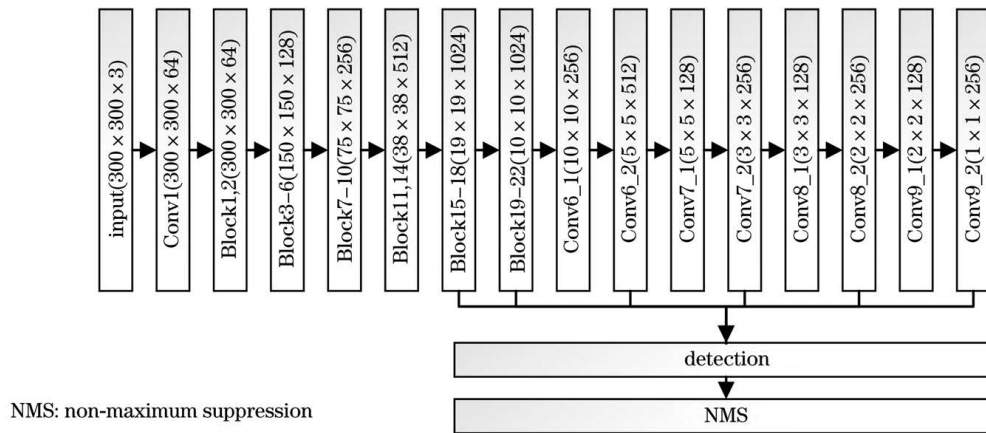 input(300 × 300 × 3)
Conv1(300 × 300 × 64)
Block1,2(300 × 300 × 64)
Block3−6(150 × 150 × 128)
Block7−10(75 × 75 × 256)
Block11,14(38 × 38 × 512)
Block15−18(19 × 19 × 1024)
Block19−22(10 × 10 × 1024)
Conv6_1(10 × 10 × 256)
Conv6_2(5 × 5 × 512)
Conv7_1(5 × 5 × 128)
Conv7_2(3 × 3 × 256)
Conv8_1(3 × 3 × 128)
Conv8_2(2 × 2 × 256)
Conv9_1(2 × 2 × 128)
Conv9_2(1 × 1 × 256)
detection
NMS
NMS: non-maximum suppression